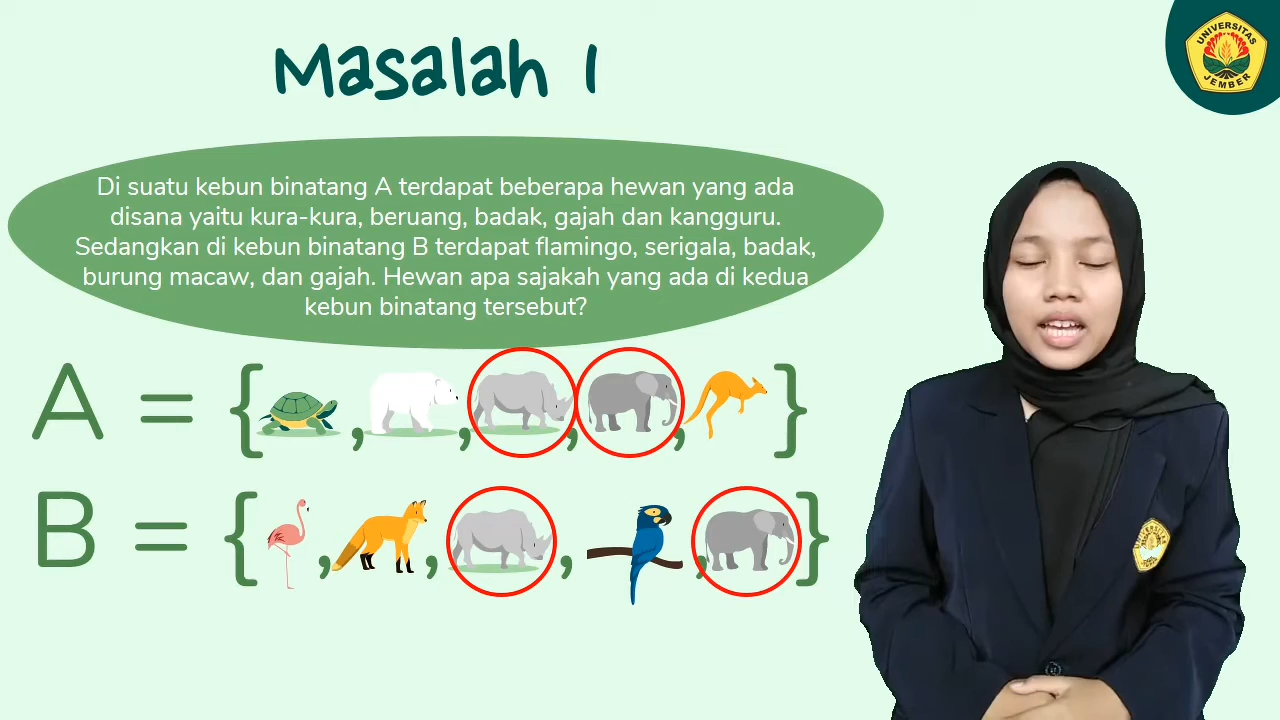 UNIVERSITAS
JEMBER
Masalah 1
Di suatu kebun binatang A terdapat beberapa hewan yang ada
disana yaitu kura-kura, beruang, badak, gajah dan kangguru.
Sedangkan di kebun binatang B terdapat flamingo, serigala, badak,
burung macaw, dan gajah. Hewan apa sajakah yang ada di kedua
kebun binatang tersebut?
A = { , , , , }
B = { , , , , }